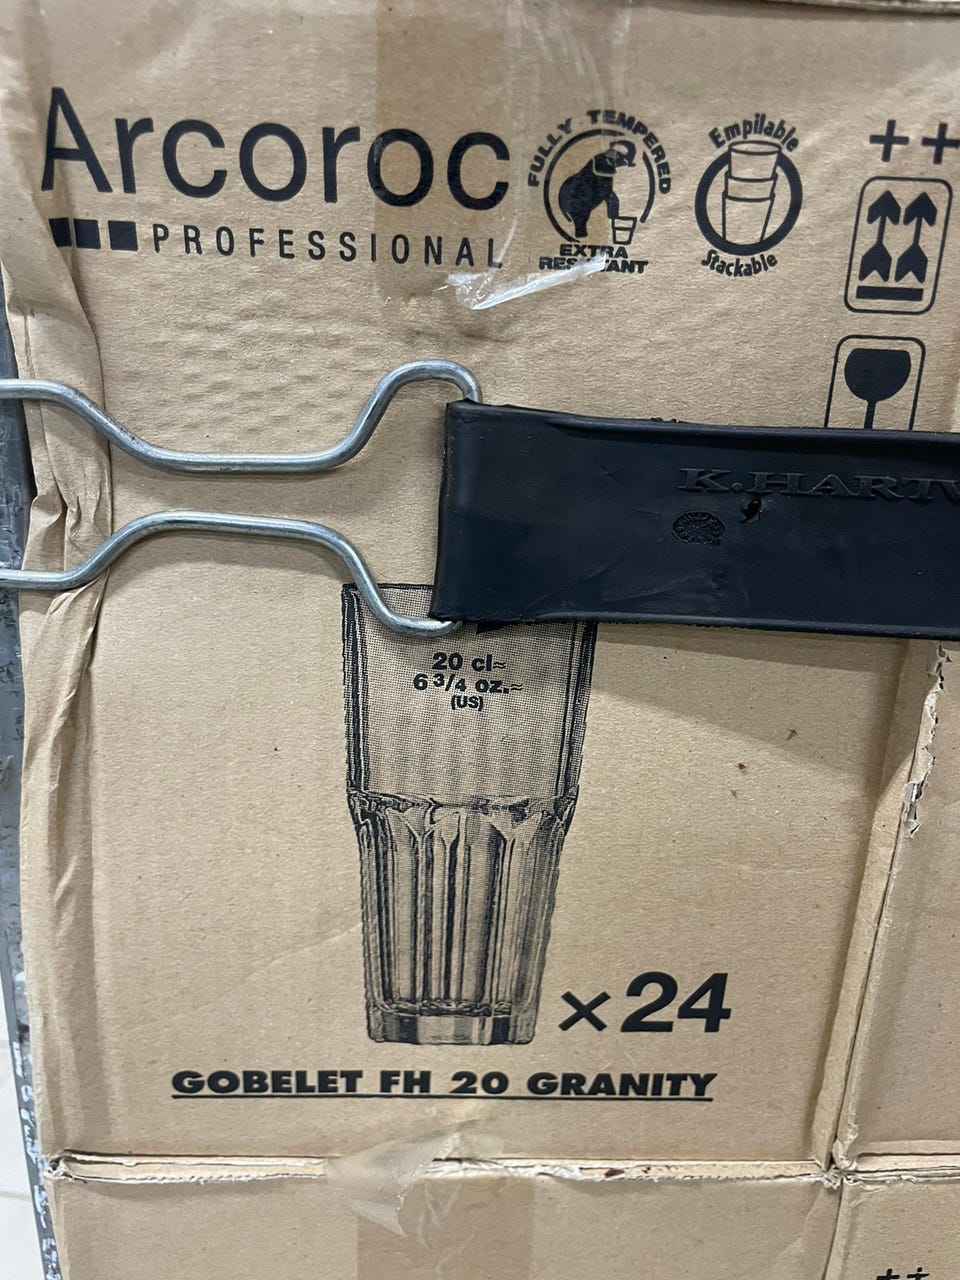 Arcoroc
PROFESSIONAL
FULLY TEMPERED
EXTRA
Empilable
Stackable
++
K.HART
20 cl≈
6 3/4 oz.≈
(US)
×24
GOBELET FH 20 GRANITY